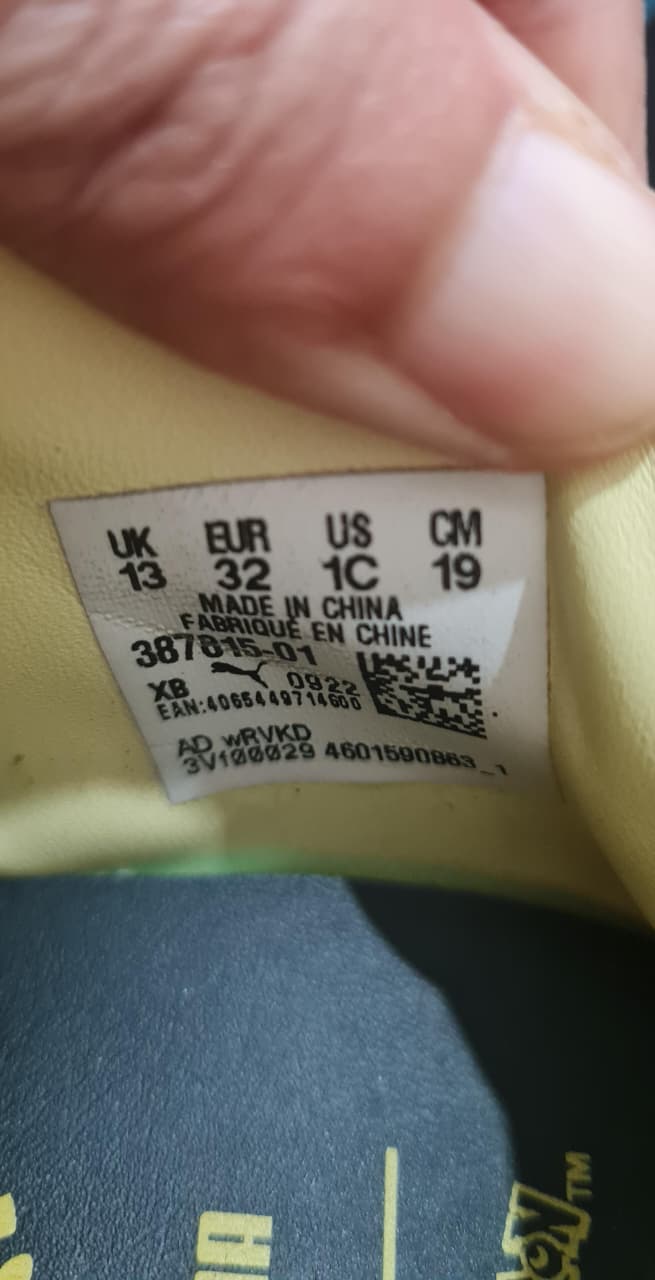 UK EUR US CM
13 32 1C 19
MADE IN CHINA
FABRIQUÉ EN CHINE
387815-01
XB 0922
EAN:4065449714600
AD wRVKD
3V100029 4601590863_1
TM